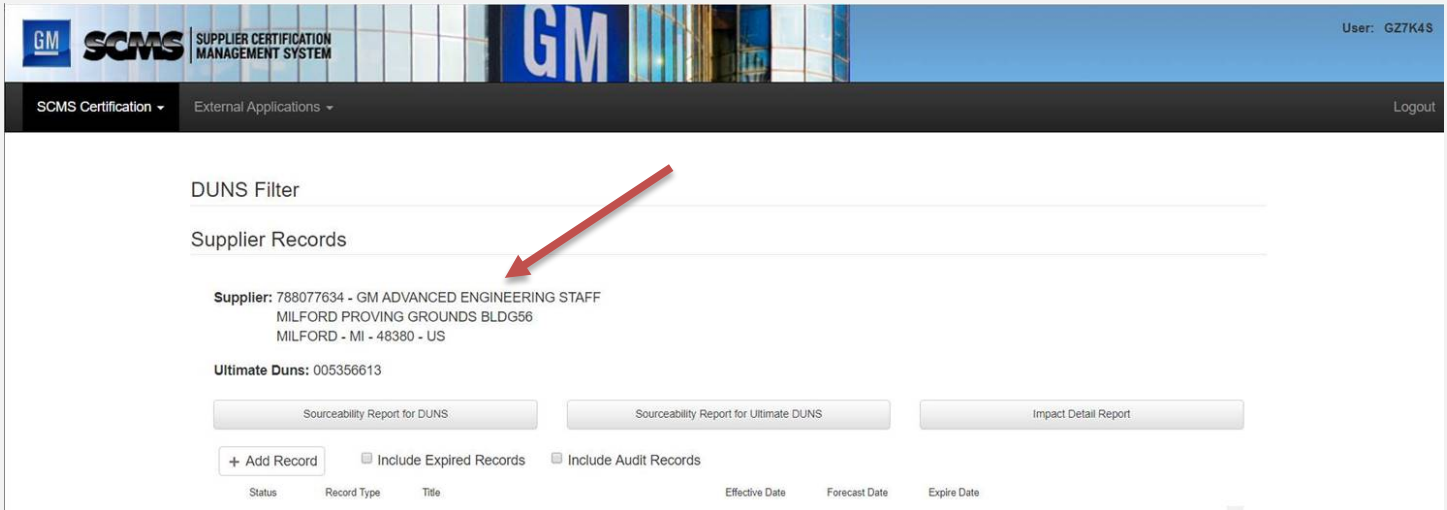 GM SCMS SUPPLIER CERTIFICATION
MANAGEMENT SYSTEM
GM
User: GZ7K4S
SCMS Certification
External Applications
Logout
DUNS Filter
Supplier Records
Supplier: 788077634 - GM ADVANCED ENGINEERING STAFF
MILFORD PROVING GROUNDS BLDG56
MILFORD - MI - 48380 - US
Ultimate Duns: 005356613
Sourceability Report for DUNS
Sourceability Report for Ultimate DUNS
Impact Detail Report
+ Add Record
Include Expired Records
Include Audit Records
Status Record Type Title Effective Date Forecast Date Expire Date